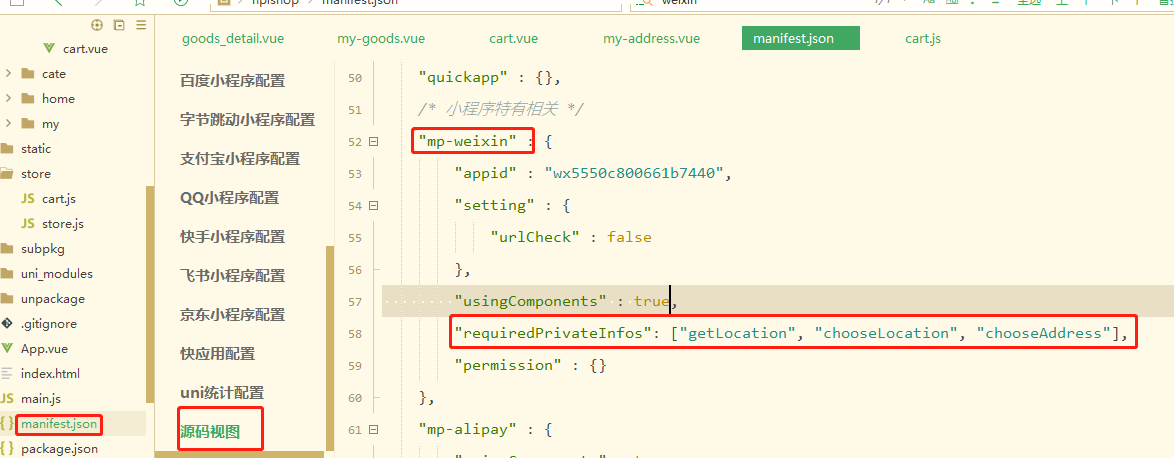 npishop
manifest.json
weixin
cart.vue
cate
home
my
static
store
JS cart.js
JS store.js
subpkg
uni_modules
unpackage
.gitignore
App.vue
index.html
JS main.js
manifest.json
package.json
goods_detail.vue
my-goods.vue
cart.vue
my-address.vue
manifest.json
cart.js
百度小程序配置
字节跳动小程序配置
支付宝小程序配置
QQ小程序配置
快手小程序配置
飞书小程序配置
京东小程序配置
快应用配置
uni统计配置
源码视图
50 "quickapp" : {},
51 /* 小程序特有相关 */
52 "mp-weixin" : {
53 "appid" : "wx5550c800661b7440",
54 "setting" : {
55 "urlCheck" : false
56 },
57 "usingComponents" : true,
58 "requiredPrivateInfos": ["getLocation", "chooseLocation", "chooseAddress"],
59 "permission" : {}
60 },
61 "mp-alipay" : {